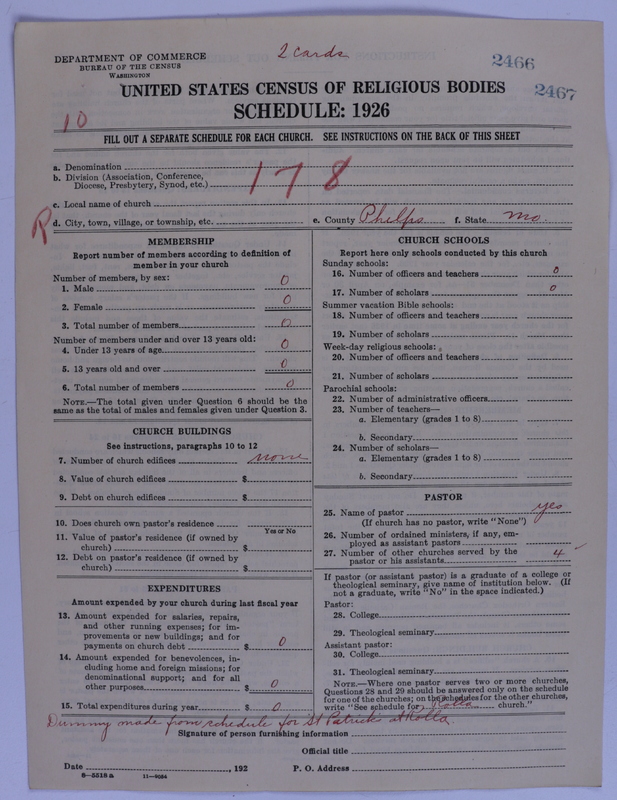 DEPARTMENT OF COMMERCE
BUREAU OF THE CENSUS
WASHINGTON
2 Cards
2466
2467
UNITED STATES CENSUS OF RELIGIOUS BODIES
SCHEDULE: 1926
10
FILL OUT A SEPARATE SCHEDULE FOR EACH CHURCH. SEE INSTRUCTIONS ON THE BACK OF THIS SHEET
a. Denomination
b. Division (Association, Conference,
Diocese, Presbytery, Synod, etc.)
178
c. Local name of church
R
d. City, town, village, or township, etc. e. County Phelps f. State Mo.
MEMBERSHIP
Report number of members according to definition of
member in your church
Number of members, by sex:
1. Male 0
2. Female 0
3. Total number of members 0
Number of members under and over 13 years old:
4. Under 13 years of age 0
5. 13 years old and over 0
6. Total number of members 0
NOTE.—The total given under Question 6 should be the
same as the total of males and females given under Question 3.
CHURCH BUILDINGS
See instructions, paragraphs 10 to 12
7. Number of church edifices none
8. Value of church edifices $
9. Debt on church edifices $
10. Does church own pastor's residence
Yes or No
11. Value of pastor's residence (if owned by
church) $
12. Debt on pastor's residence (if owned by
church) $
EXPENDITURES
Amount expended by your church during last fiscal year
13. Amount expended for salaries, repairs,
and other running expenses; for im-
provements or new buildings; and for
payments on church debt $ 0
14. Amount expended for benevolences, in-
cluding home and foreign missions; for
denominational support; and for all
other purposes $ 0
15. Total expenditures during year $ 0
CHURCH SCHOOLS
Report here only schools conducted by this church
Sunday schools:
16. Number of officers and teachers 0
17. Number of scholars 0
Summer vacation Bible schools:
18. Number of officers and teachers
19. Number of scholars
Week-day religious schools:
20. Number of officers and teachers
21. Number of scholars
Parochial schools:
22. Number of administrative officers
23. Number of teachers—
a. Elementary (grades 1 to 8)
b. Secondary
24. Number of scholars—
a. Elementary (grades 1 to 8)
b. Secondary
PASTOR
25. Name of pastor yes
(If church has no pastor, write "None")
26. Number of ordained ministers, if any, em-
ployed as assistant pastors
27. Number of other churches served by the
pastor or his assistants 4
If pastor (or assistant pastor) is a graduate of a college or
theological seminary, give name of institution below. (If
not a graduate, write "No" in the space indicated.)
Pastor:
28. College
29. Theological seminary
Assistant pastor:
30. College
31. Theological seminary
NOTE.—Where one pastor serves two or more churches,
Questions 28 and 29 should be answered only on the schedule
for one of the churches; on the schedules for the other churches,
write "See schedule for Rolla church."
Dummy made from schedule for St Patrick at Rolla.
Signature of person furnishing information
Official title
Date , 192 P. O. Address
8—5518 a 11—9034